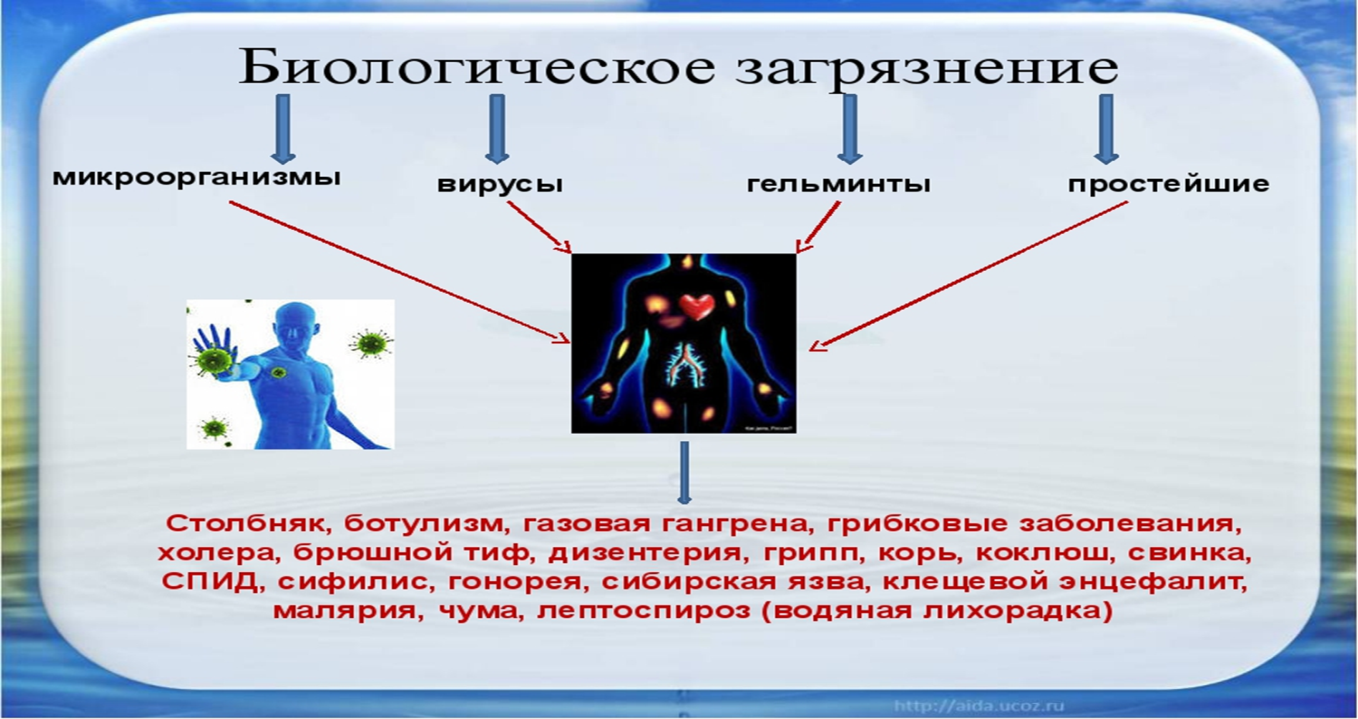 Биологическое загрязнение
микроорганизмы
вирусы
гельминты
простейшие
Столбняк, ботулизм, газовая гангрена, грибковые заболевания,
холера, брюшной тиф, дизентерия, грипп, корь, коклюш, свинка,
СПИД, сифилис, гонорея, сибирская язва, клещевой энцефалит,
малярия, чума, лептоспироз (водяная лихорадка)
http://aida.ucoz.ru